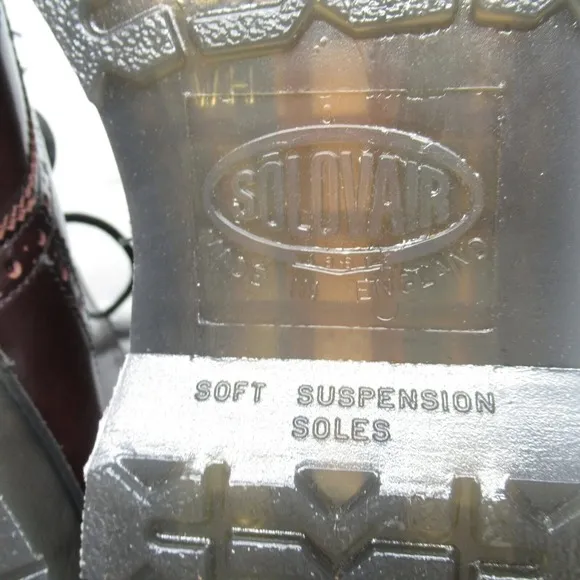 SOLOVAIR
MADE IN ENGLAND
SOFT SUSPENSION
SOLES